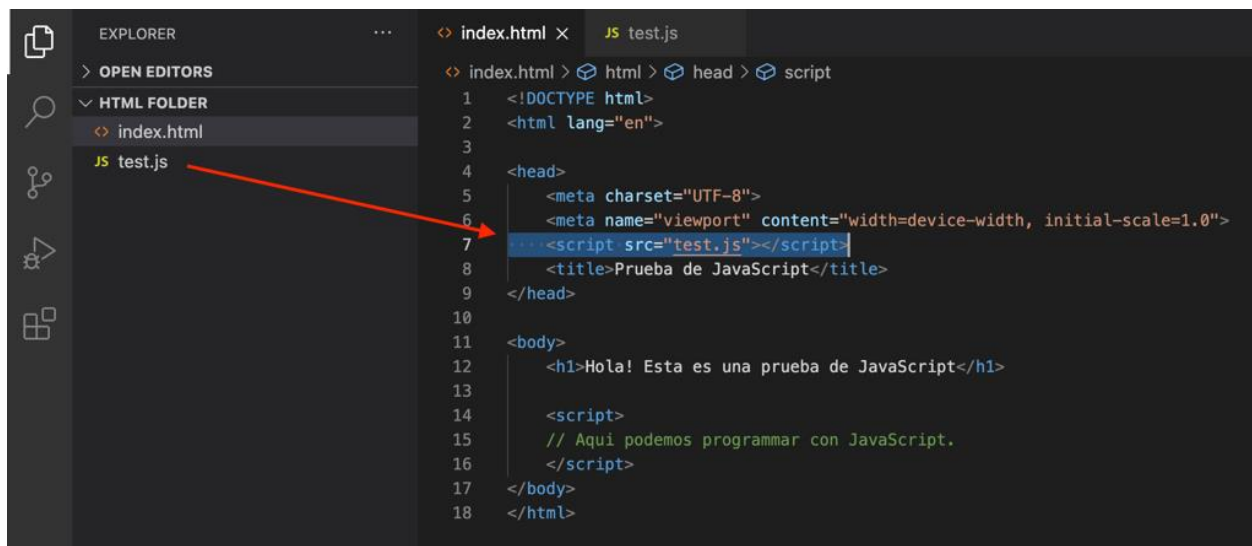 EXPLORER ...
> OPEN EDITORS
HTML FOLDER
<> index.html
JS test.js
<> index.html × JS test.js
<> index.html > html > head > script
1 <!DOCTYPE html>
2 <html lang="en">
3
4 <head>
5 <meta charset="UTF-8">
6 <meta name="viewport" content="width=device-width, initial-scale=1.0">
7 ····<script·src="test.js"></script>
8 <title>Prueba de JavaScript</title>
9 </head>
10
11 <body>
12 <h1>Hola! Esta es una prueba de JavaScript</h1>
13
14 <script>
15 // Aqui podemos programar con JavaScript.
16 </script>
17 </body>
18 </html>